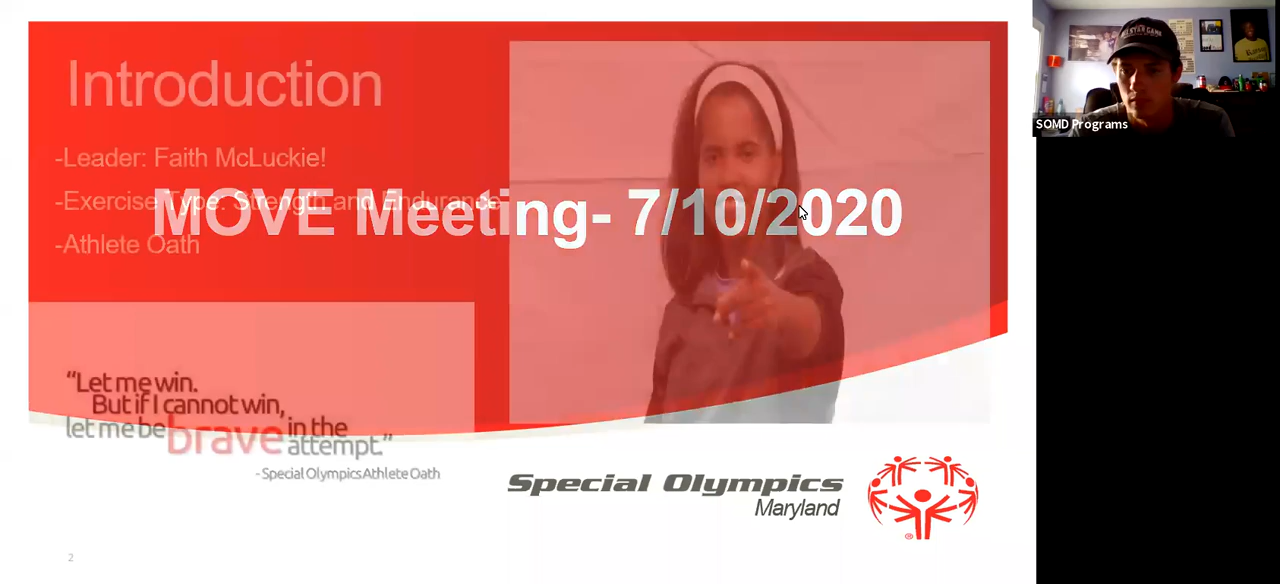 Introduction
-Leader: Faith McLuckie!
-Exercise Type: Strength and Endurance
MOVE Meeting- 7/10/2020
-Athlete Oath
“Let me win.
But if I cannot win,
let me be brave in the
attempt.”
- Special Olympics Athlete Oath
Special Olympics
Maryland
®
2
SOMD Programs